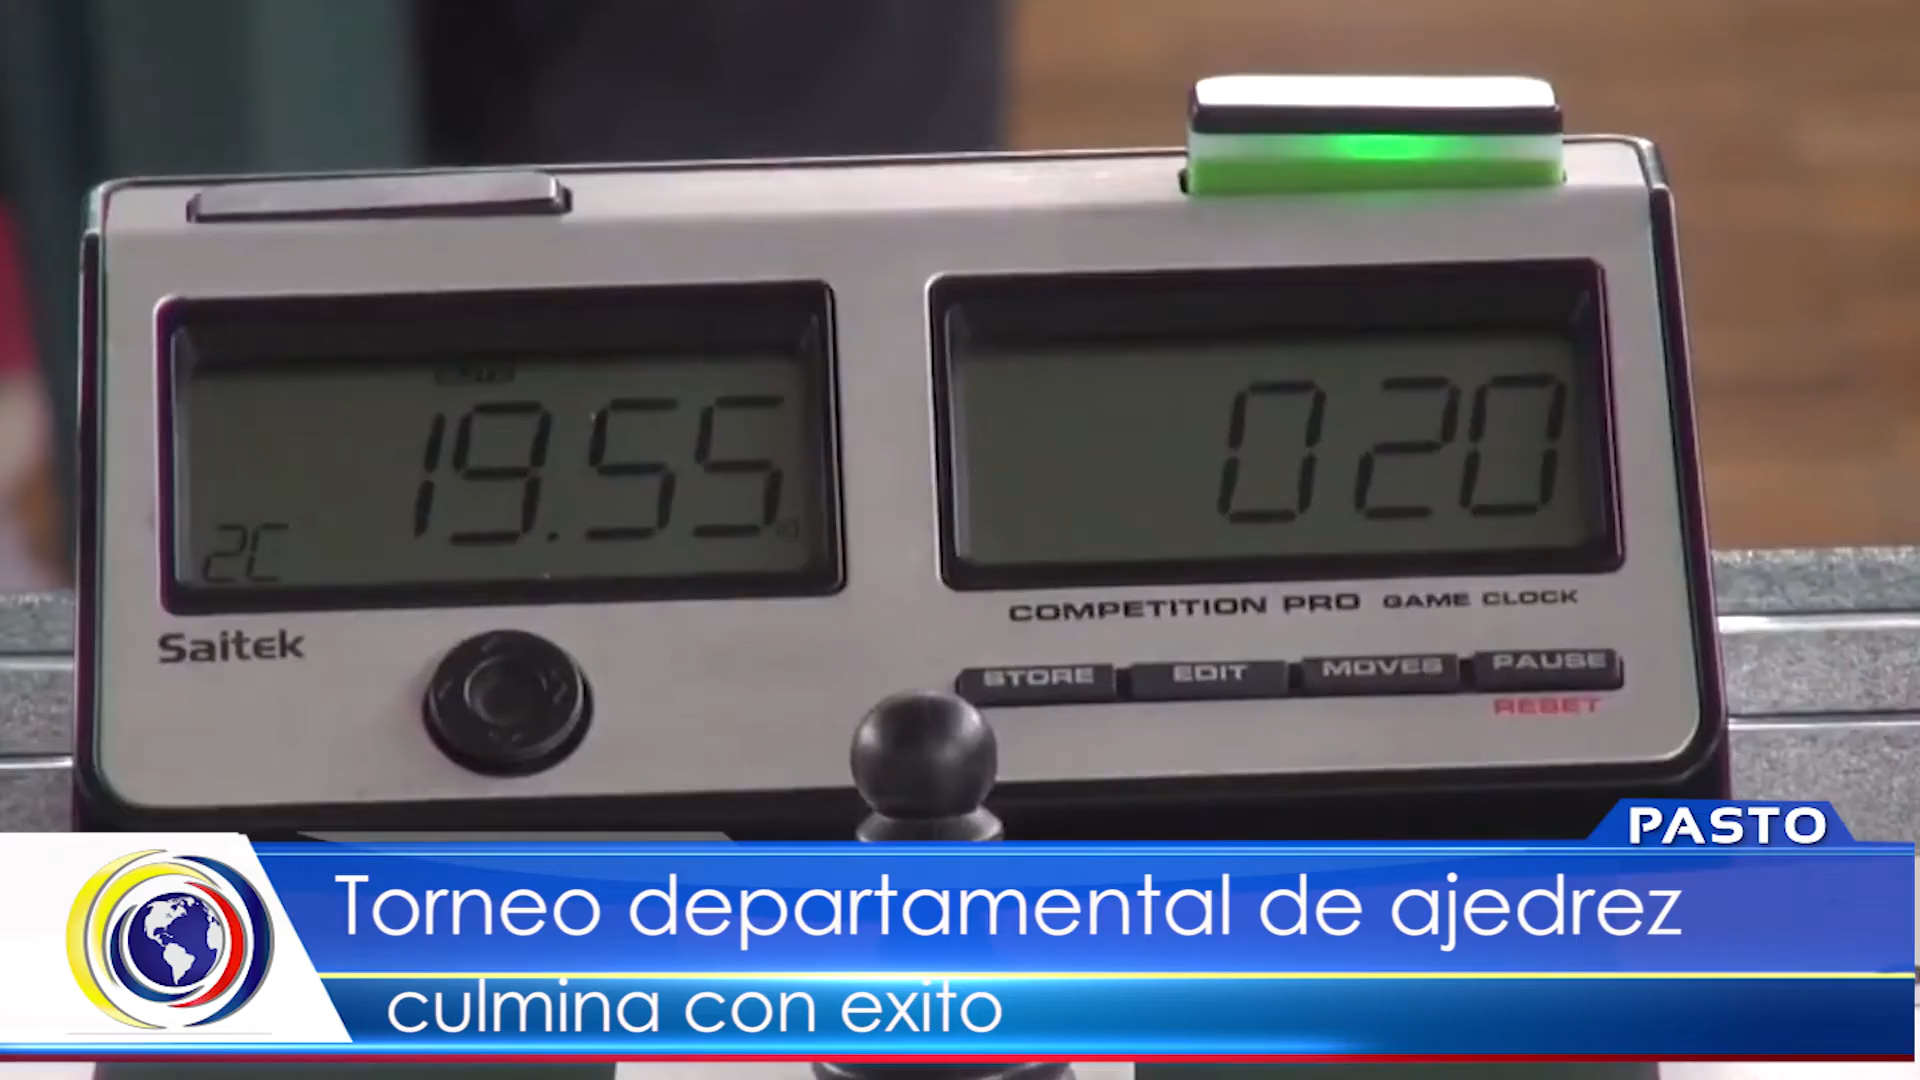 19.55
2C
020
COMPETITION PRO GAME CLOCK
Saitek
STORE EDIT MOVES PAUSE
RESET
PASTO
Torneo departamental de ajedrez
culmina con exito